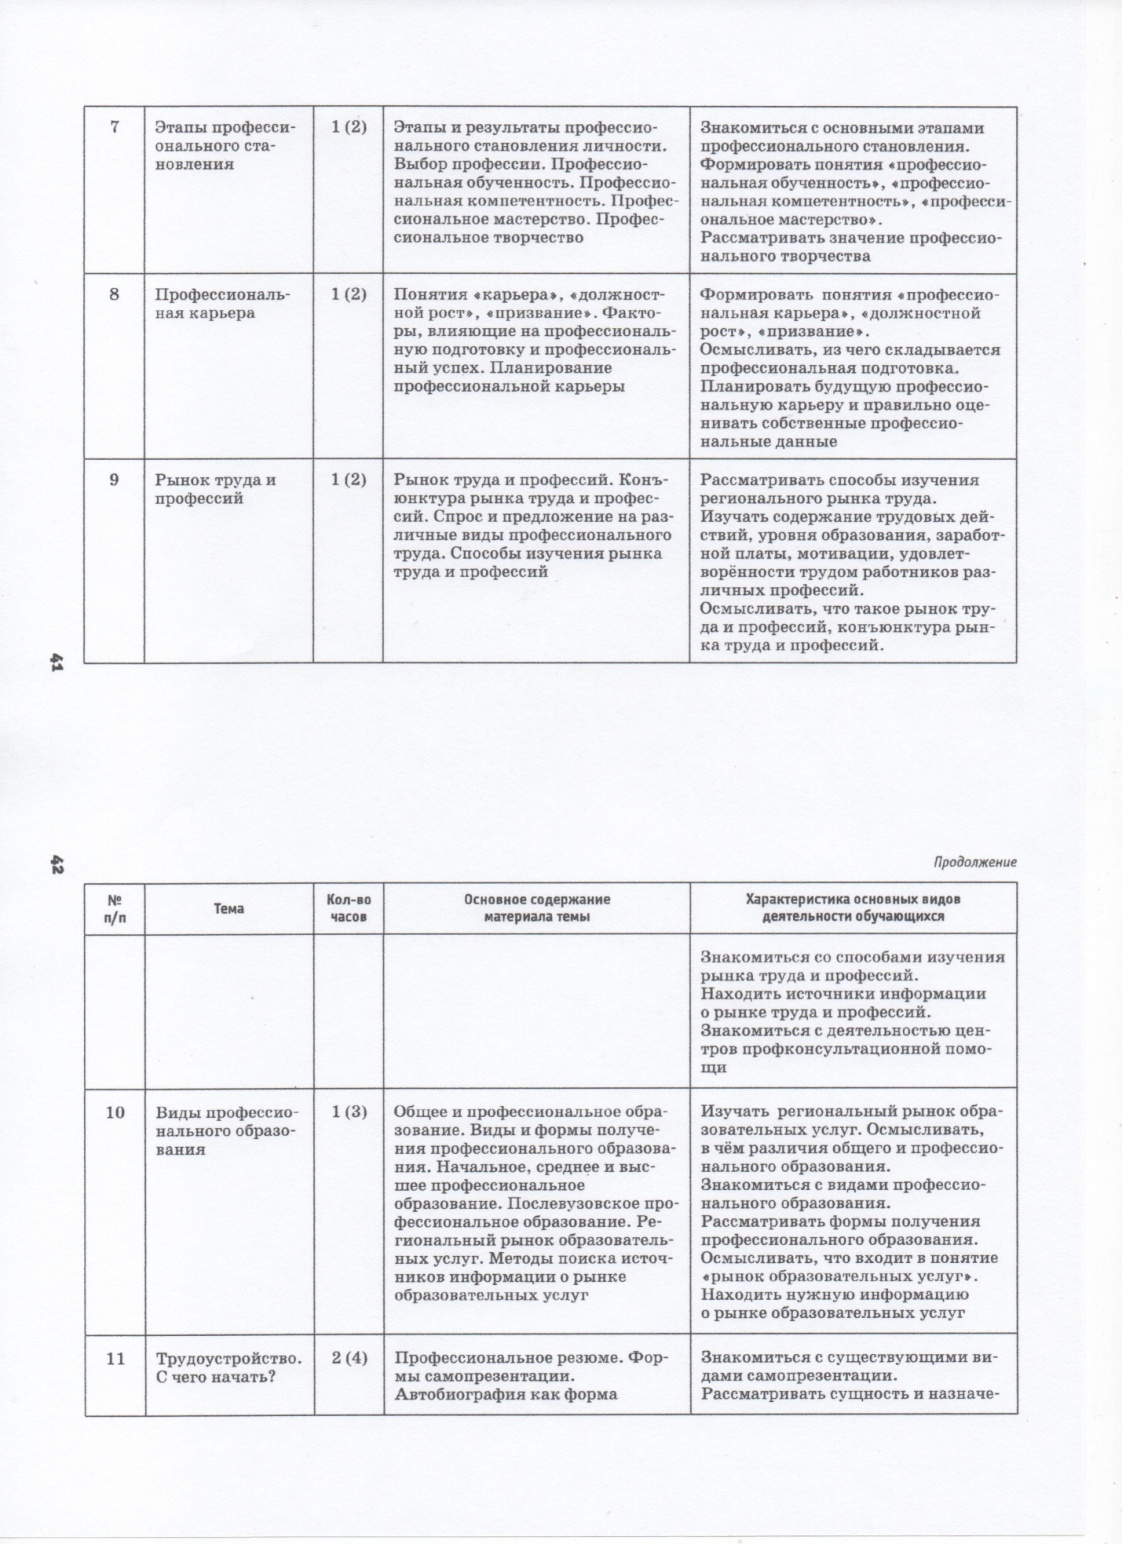 7
Этапы професси-
онального ста-
новления
1 (2)
Этапы и результаты профессио-
нального становления личности.
Выбор профессии. Профессио-
нальная обученность. Профессио-
нальная компетентность. Профес-
сиональное мастерство. Профес-
сиональное творчество
Знакомиться с основными этапами
профессионального становления.
Формировать понятия «профессио-
нальная обученность», «профессио-
нальная компетентность», «професси-
ональное мастерство».
Рассматривать значение профессио-
нального творчества
8
Профессиональ-
ная карьера
1 (2)
Понятия «карьера», «должност-
ной рост», «призвание». Факто-
ры, влияющие на профессиональ-
ную подготовку и профессиональ-
ный успех. Планирование
профессиональной карьеры
Формировать понятия «профессио-
нальная карьера», «должностной
рост», «призвание».
Осмысливать, из чего складывается
профессиональная подготовка.
Планировать будущую профессио-
нальную карьеру и правильно оце-
нивать собственные профессио-
нальные данные
9
Рынок труда и
профессий
1 (2)
Рынок труда и профессий. Конъ-
юнктура рынка труда и профес-
сий. Спрос и предложение на раз-
личные виды профессионального
труда. Способы изучения рынка
труда и профессий
Рассматривать способы изучения
регионального рынка труда.
Изучать содержание трудовых дей-
ствий, уровня образования, заработ-
ной платы, мотивации, удовлет-
ворённости трудом работников раз-
личных профессий.
Осмысливать, что такое рынок тру-
да и профессий, конъюнктура рын-
ка труда и профессий.
41
42
Продолжение
№
п/п
Тема
Кол-во
часов
Основное содержание
материала темы
Характеристика основных видов
деятельности обучающихся
Знакомиться со способами изучения
рынка труда и профессий.
Находить источники информации
о рынке труда и профессий.
Знакомиться с деятельностью цен-
тров профконсультационной помо-
щи
10
Виды профессио-
нального образо-
вания
1 (3)
Общее и профессиональное обра-
зование. Виды и формы получе-
ния профессионального образова-
ния. Начальное, среднее и выс-
шее профессиональное
образование. Послевузовское про-
фессиональное образование. Ре-
гиональный рынок образователь-
ных услуг. Методы поиска источ-
ников информации о рынке
образовательных услуг
Изучать региональный рынок обра-
зовательных услуг. Осмысливать,
в чём различия общего и профессио-
нального образования.
Знакомиться с видами профессио-
нального образования.
Рассматривать формы получения
профессионального образования.
Осмысливать, что входит в понятие
«рынок образовательных услуг».
Находить нужную информацию
о рынке образовательных услуг
11
Трудоустройство.
С чего начать?
2 (4)
Профессиональное резюме. Фор-
мы самопрезентации.
Автобиография как форма
Знакомиться с существующими ви-
дами самопрезентации.
Рассматривать сущность и назначе-